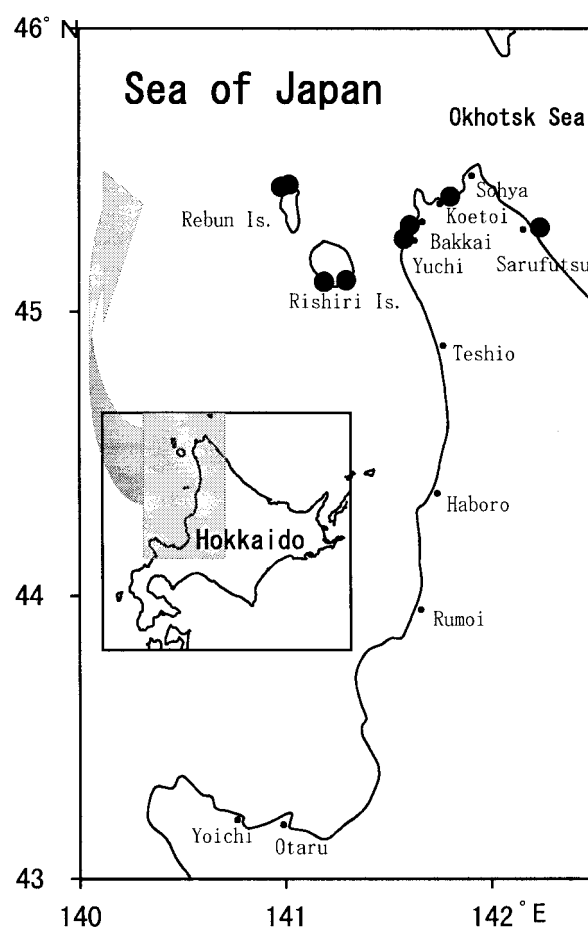 46° N
Sea of Japan
Okhotsk Sea
Sohya
Koetoi
Rebun Is.
Bakkai
Yuchi
Sarufutsu
Rishiri Is.
45
Teshio
Haboro
Hokkaido
44
Rumoi
Yoichi
Otaru
43
140
141
142 °E